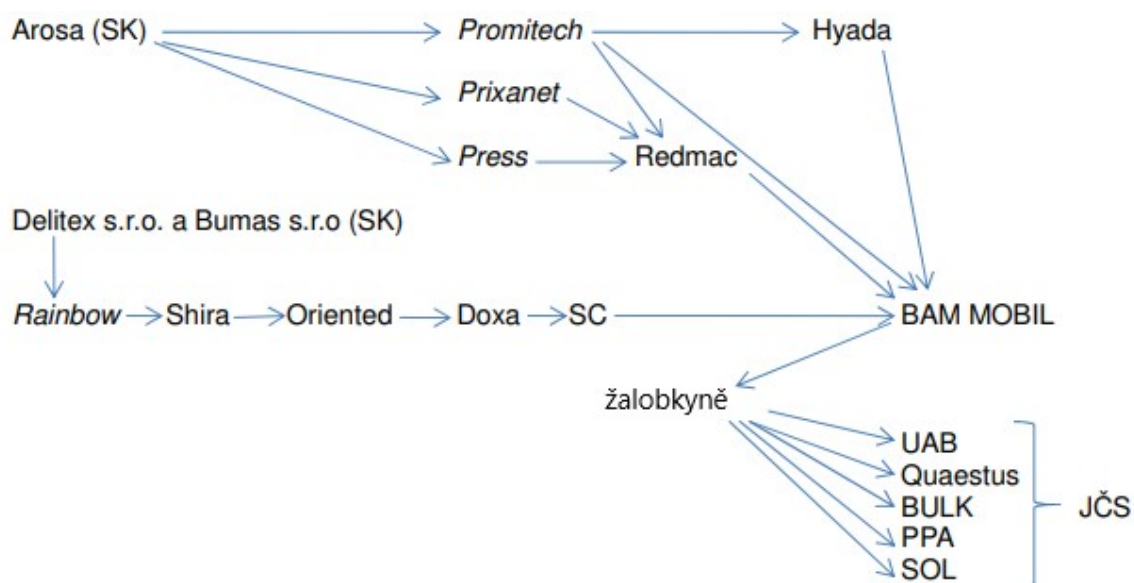 Arosa (SK) Promitech Hyada
Prixanet
Press Redmac
Delitex s.r.o. a Bumas s.r.o (SK)
Rainbow Shira Oriented Doxa SC BAM MOBIL
žalobkyně
UAB
Quaestus
BULK JČS
PPA
SOL